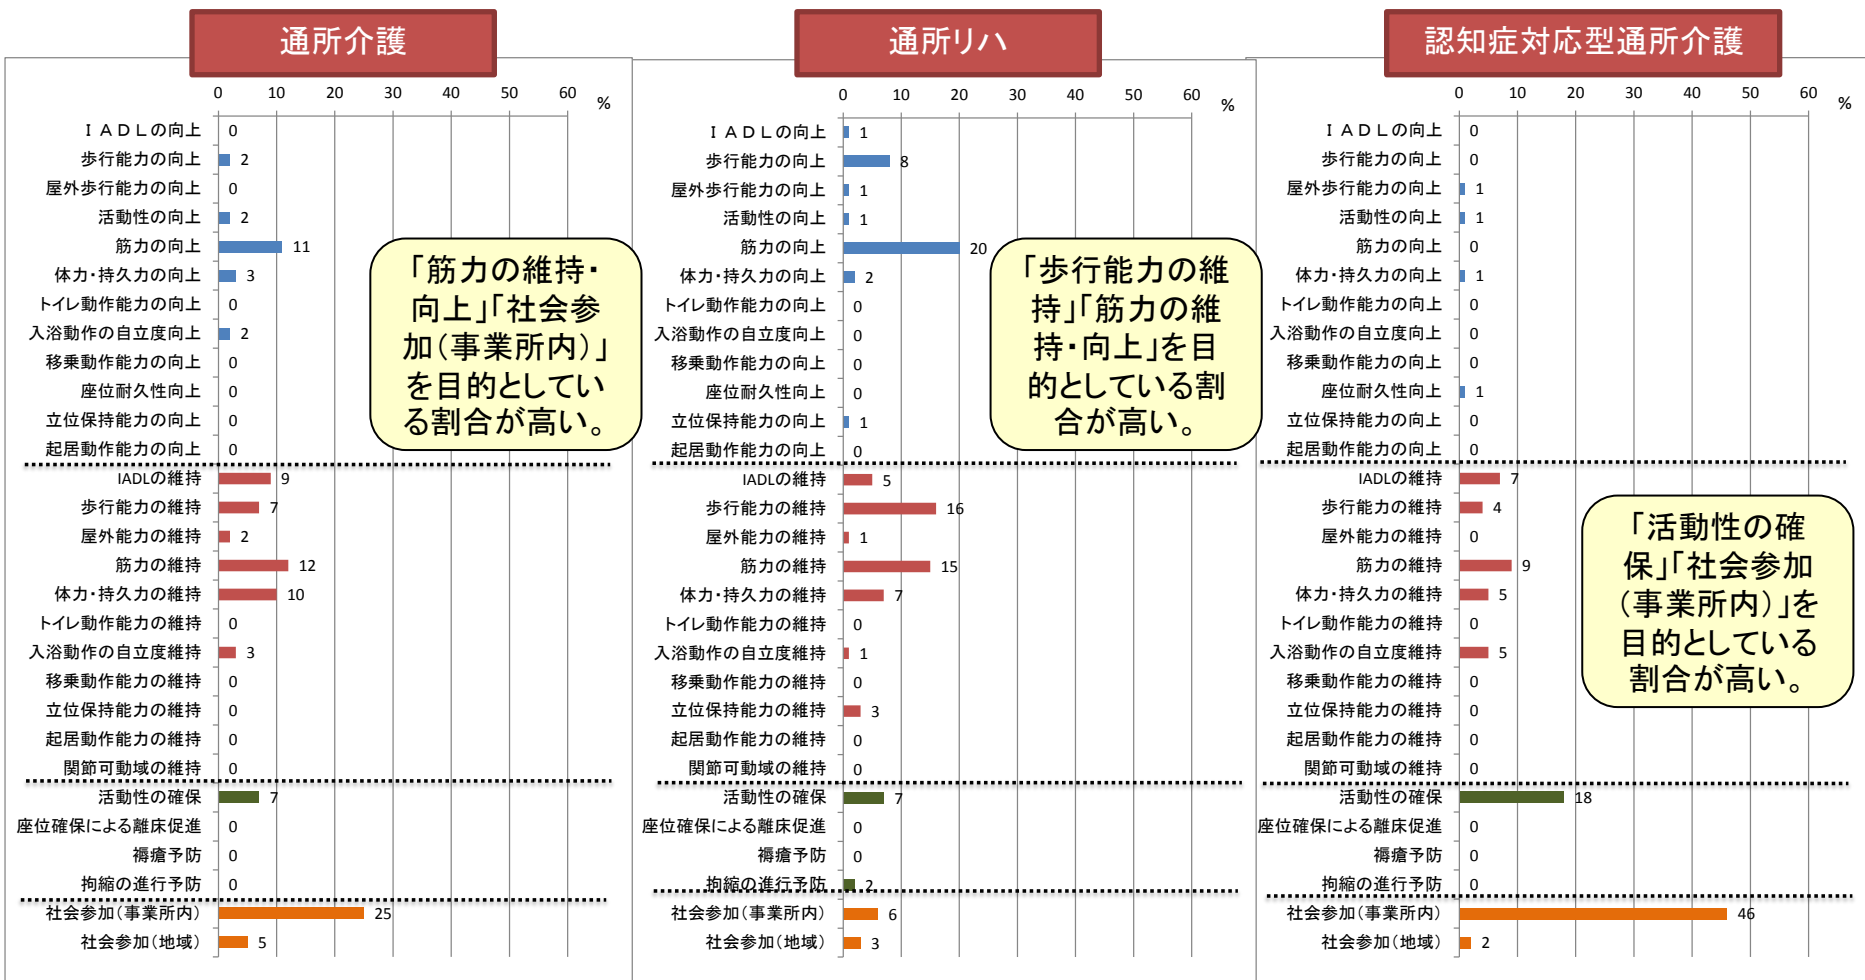 通所介護
0 10 20 30 40 50 60 %
ＩＡＤＬの向上 0
歩行能力の向上 2
屋外歩行能力の向上 0
活動性の向上 2
筋力の向上 11
体力・持久力の向上 3
トイレ動作能力の向上 0
入浴動作の自立度向上 2
移乗動作能力の向上 0
座位耐久性向上 0
立位保持能力の向上 0
起居動作能力の向上 0
IADLの維持 9
歩行能力の維持 7
屋外能力の維持 2
筋力の維持 12
体力・持久力の維持 10
トイレ動作能力の維持 0
入浴動作の自立度維持 3
移乗動作能力の維持 0
立位保持能力の維持 0
起居動作能力の維持 0
関節可動域の維持 0
活動性の確保 7
座位確保による離床促進 0
褥瘡予防 0
拘縮の進行予防 0
社会参加（事業所内） 25
社会参加（地域） 5
「筋力の維持・
向上」「社会参
加（事業所内）」
を目的としてい
る割合が高い。
通所リハ
0 10 20 30 40 50 60 %
ＩＡＤＬの向上 1
歩行能力の向上 8
屋外歩行能力の向上 1
活動性の向上 1
筋力の向上 20
体力・持久力の向上 2
トイレ動作能力の向上 0
入浴動作の自立度向上 0
移乗動作能力の向上 0
座位耐久性向上 0
立位保持能力の向上 1
起居動作能力の向上 0
IADLの維持 5
歩行能力の維持 16
屋外能力の維持 1
筋力の維持 15
体力・持久力の維持 7
トイレ動作能力の維持 0
入浴動作の自立度維持 1
移乗動作能力の維持 0
立位保持能力の維持 3
起居動作能力の維持 0
関節可動域の維持 0
活動性の確保 7
座位確保による離床促進 0
褥瘡予防 0
拘縮の進行予防 2
社会参加（事業所内） 6
社会参加（地域） 3
「歩行能力の維
持」「筋力の維
持・向上」を目
的としている割
合が高い。
認知症対応型通所介護
0 10 20 30 40 50 60 %
ＩＡＤＬの向上 0
歩行能力の向上 0
屋外歩行能力の向上 1
活動性の向上 1
筋力の向上 0
体力・持久力の向上 1
トイレ動作能力の向上 0
入浴動作の自立度向上 0
移乗動作能力の向上 0
座位耐久性向上 1
立位保持能力の向上 0
起居動作能力の向上 0
IADLの維持 7
歩行能力の維持 4
屋外能力の維持 0
筋力の維持 9
体力・持久力の維持 5
トイレ動作能力の維持 0
入浴動作の自立度維持 5
移乗動作能力の維持 0
立位保持能力の維持 0
起居動作能力の維持 0
関節可動域の維持 0
活動性の確保 18
座位確保による離床促進 0
褥瘡予防 0
拘縮の進行予防 0
社会参加（事業所内） 46
社会参加（地域） 2
「活動性の確
保」「社会参加
（事業所内）」を
目的としている
割合が高い。